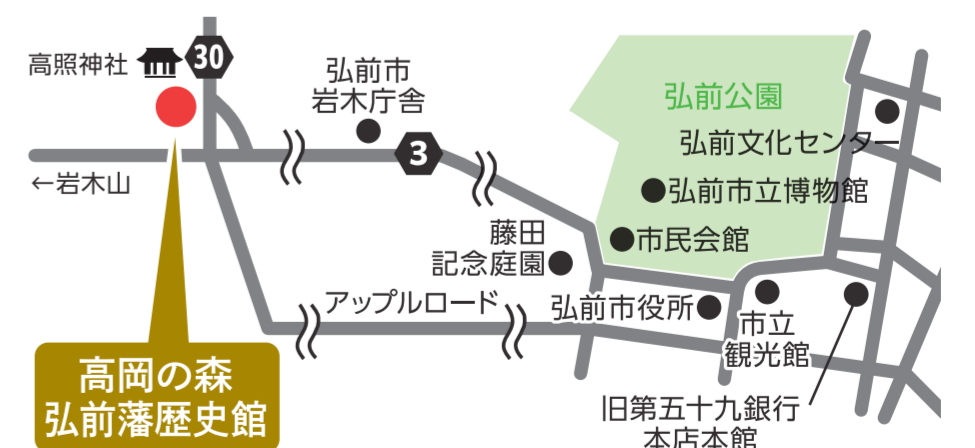 高照神社
30
弘前市
岩木庁舎
3
←岩木山
弘前公園
弘前文化センター
弘前市立博物館
市民会館
藤田
記念庭園
アップルロード
弘前市役所
市立
観光館
高岡の森
弘前藩歴史館
旧第五十九銀行
本店本館